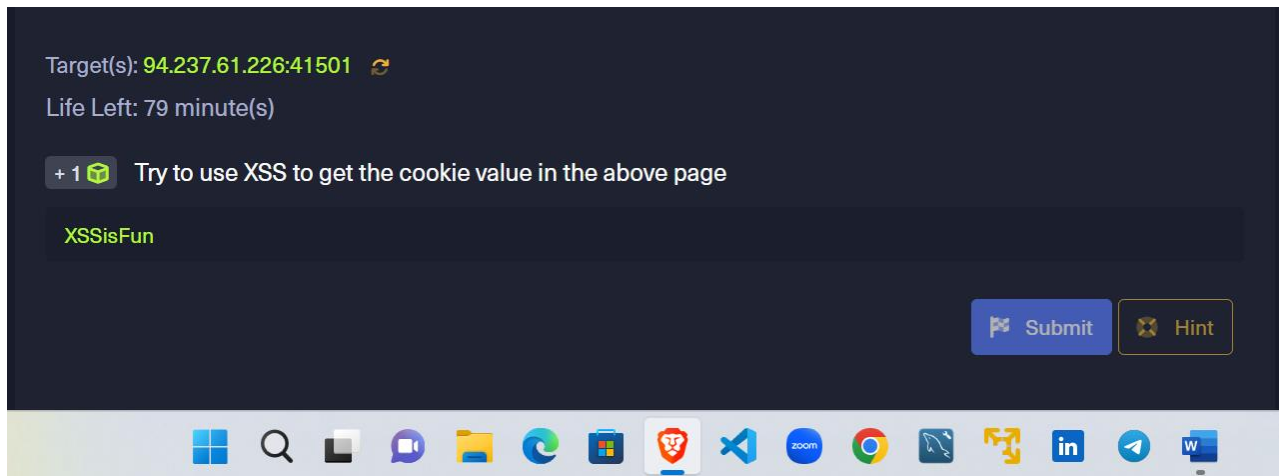 Target(s): 94.237.61.226:41501
Life Left: 79 minute(s)
+ 1 Try to use XSS to get the cookie value in the above page
XSSisFun
Submit Hint
zoom in W